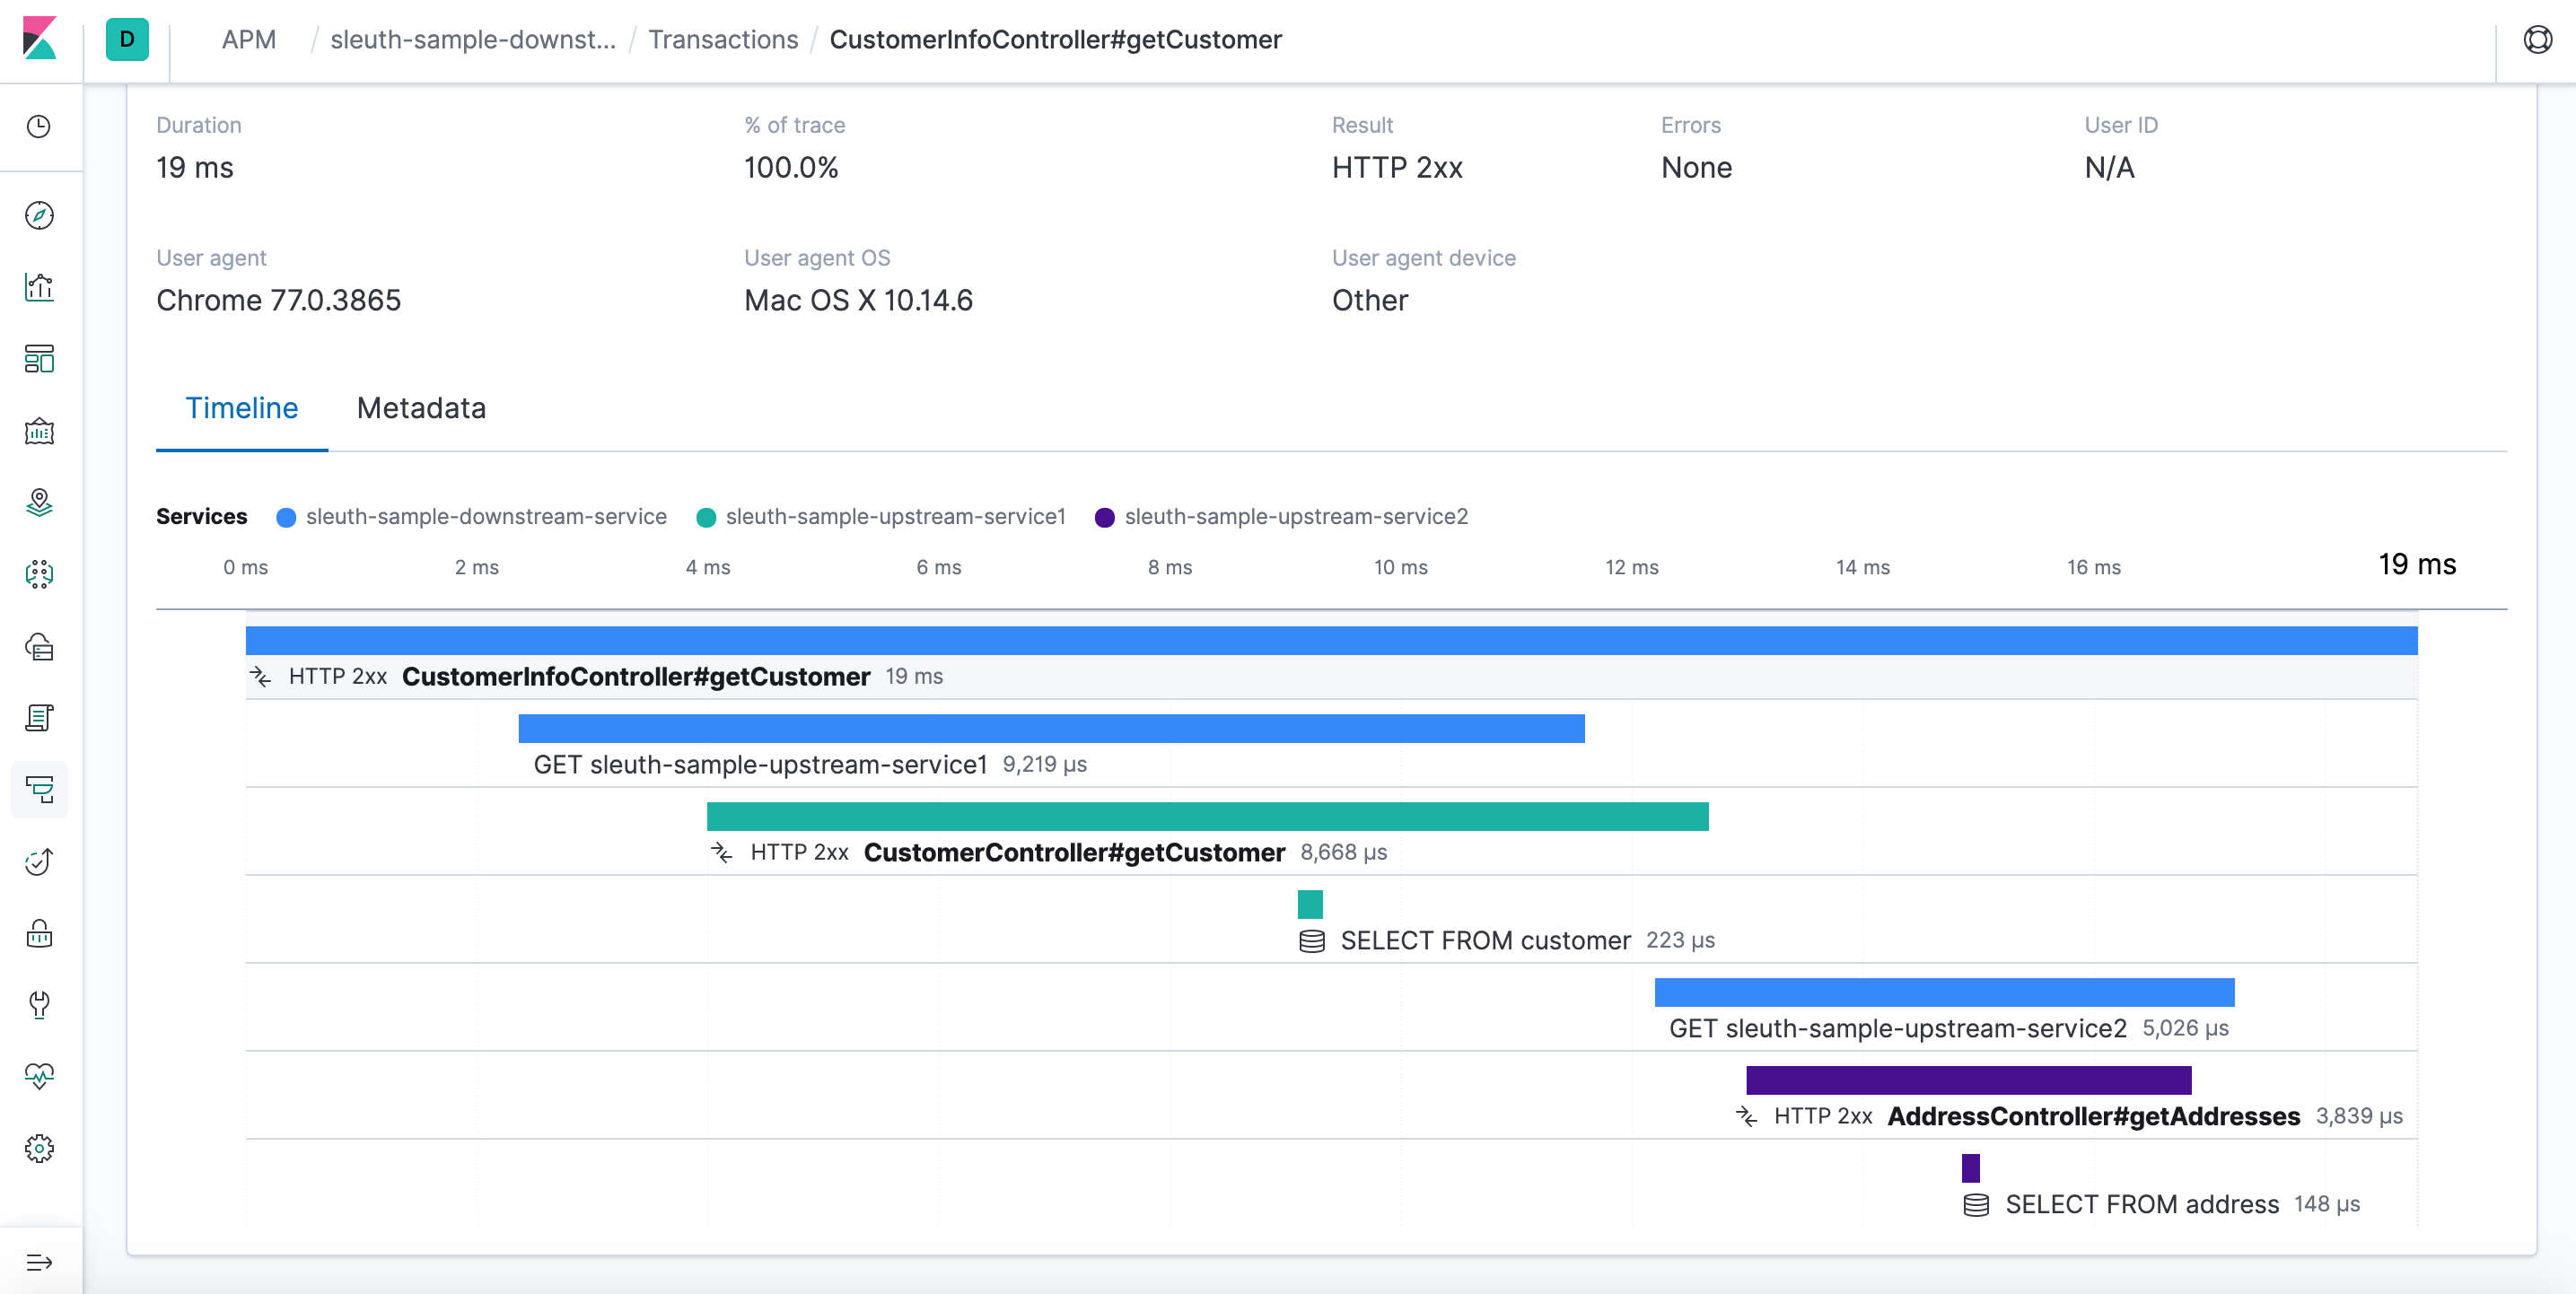 D APM / sleuth-sample-downst... / Transactions / CustomerInfoController#getCustomer
Duration % of trace Result Errors User ID
19 ms 100.0% HTTP 2xx None N/A
User agent User agent OS User agent device
Chrome 77.0.3865 Mac OS X 10.14.6 Other
Timeline Metadata
Services sleuth-sample-downstream-service sleuth-sample-upstream-service1 sleuth-sample-upstream-service2
0 ms 2 ms 4 ms 6 ms 8 ms 10 ms 12 ms 14 ms 16 ms 19 ms
HTTP 2xx CustomerInfoController#getCustomer 19 ms
GET sleuth-sample-upstream-service1 9,219 μs
HTTP 2xx CustomerController#getCustomer 8,668 μs
SELECT FROM customer 223 μs
GET sleuth-sample-upstream-service2 5,026 μs
HTTP 2xx AddressController#getAddresses 3,839 μs
SELECT FROM address 148 μs